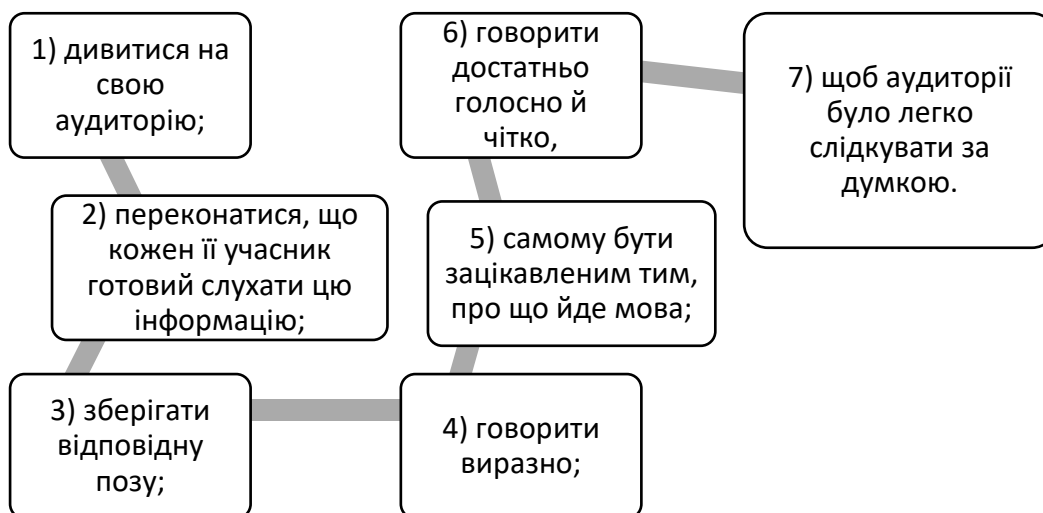 1) дивитися на
свою
аудиторію;
2) переконатися, що
кожен її учасник
готовий слухати цю
інформацію;
3) зберігати
відповідну
позу;
4) говорити
виразно;
5) самому бути
зацікавленим тим,
про що йде мова;
6) говорити
достатньо
голосно й
чітко,
7) щоб аудиторії
було легко
слідкувати за
думкою.